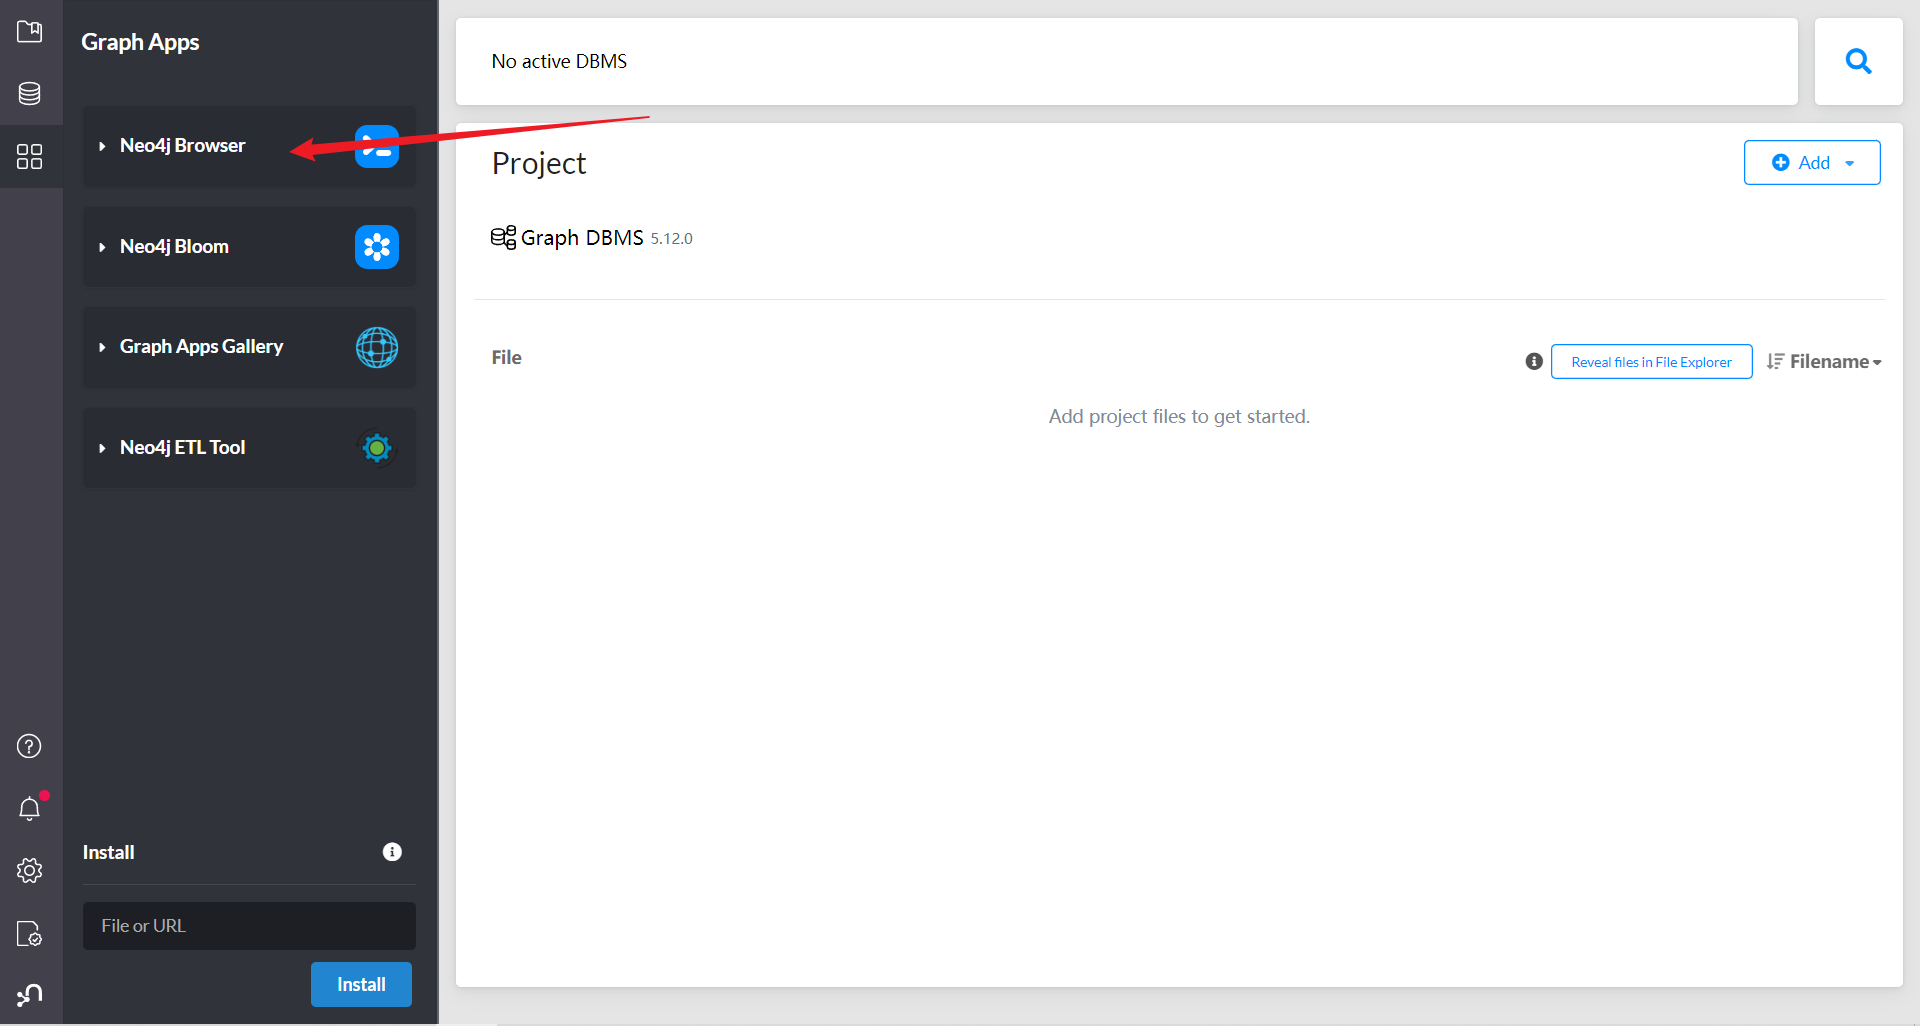 Graph Apps
Neo4j Browser
Neo4j Bloom
Graph Apps Gallery
Neo4j ETL Tool
Install
File or URL
Install
No active DBMS
Project
Add
Graph DBMS 5.12.0
File
Reveal files in File Explorer
Filename
Add project files to get started.